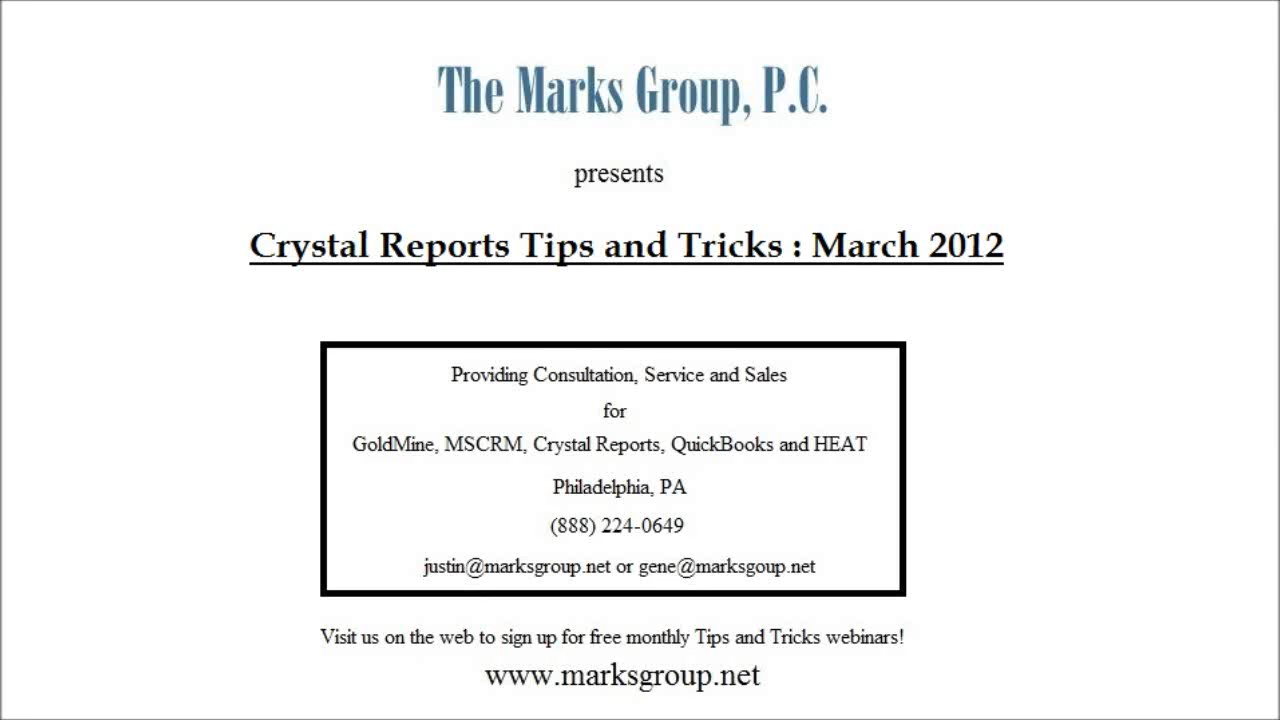 The Marks Group, P.C.
presents
Crystal Reports Tips and Tricks : March 2012
Providing Consultation, Service and Sales
for
GoldMine, MSCRM, Crystal Reports, QuickBooks and HEAT
Philadelphia, PA
(888) 224-0649
justin@marksgroup.net or gene@marksgoup.net
Visit us on the web to sign up for free monthly Tips and Tricks webinars!
www.marksgroup.net